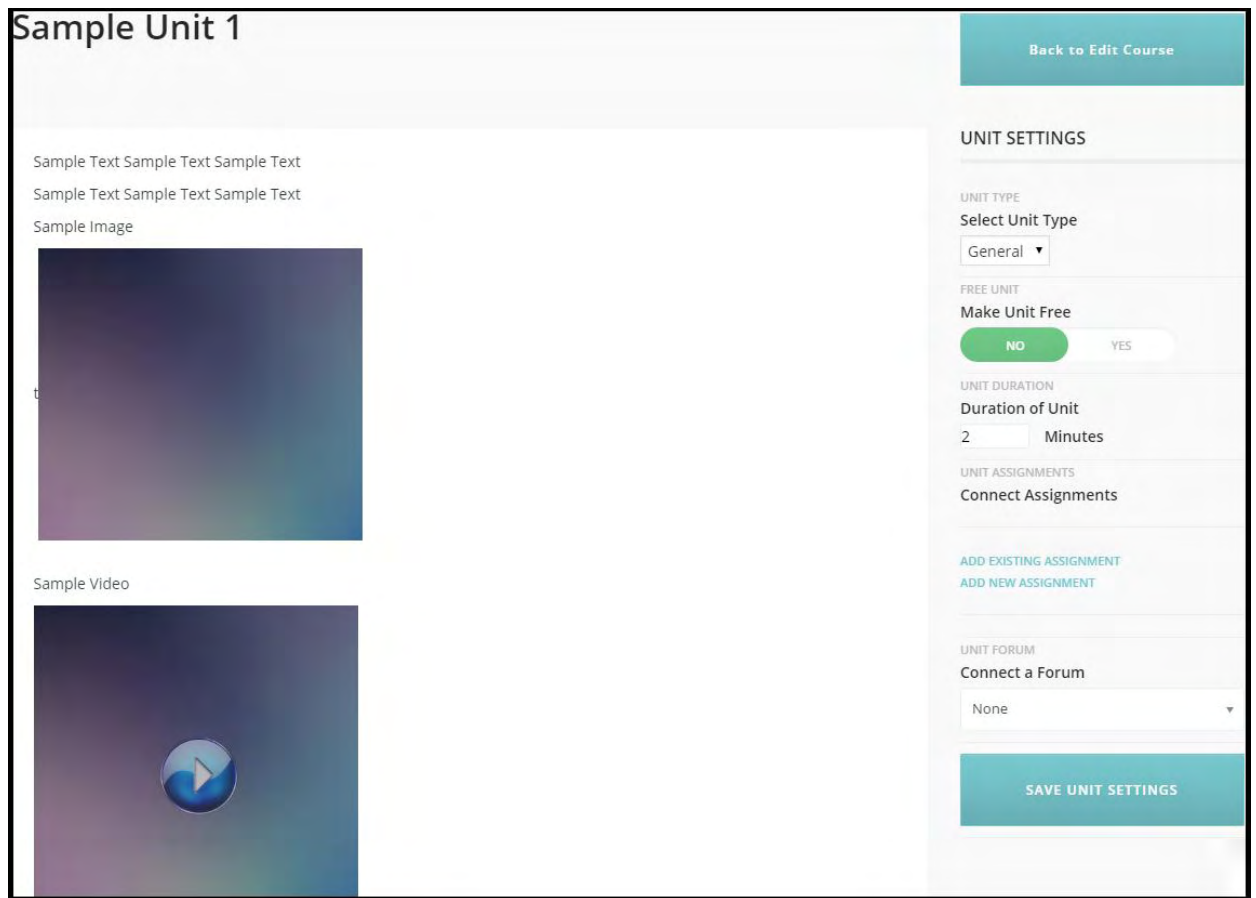 Sample Unit 1
Sample Text Sample Text Sample Text
Sample Text Sample Text Sample Text
Sample Image
t
Sample Video
Back to Edit Course
UNIT SETTINGS
UNIT TYPE
Select Unit Type
General
FREE UNIT
Make Unit Free
NO YES
UNIT DURATION
Duration of Unit
2 Minutes
UNIT ASSIGNMENTS
Connect Assignments
ADD EXISTING ASSIGNMENT
ADD NEW ASSIGNMENT
UNIT FORUM
Connect a Forum
None
SAVE UNIT SETTINGS